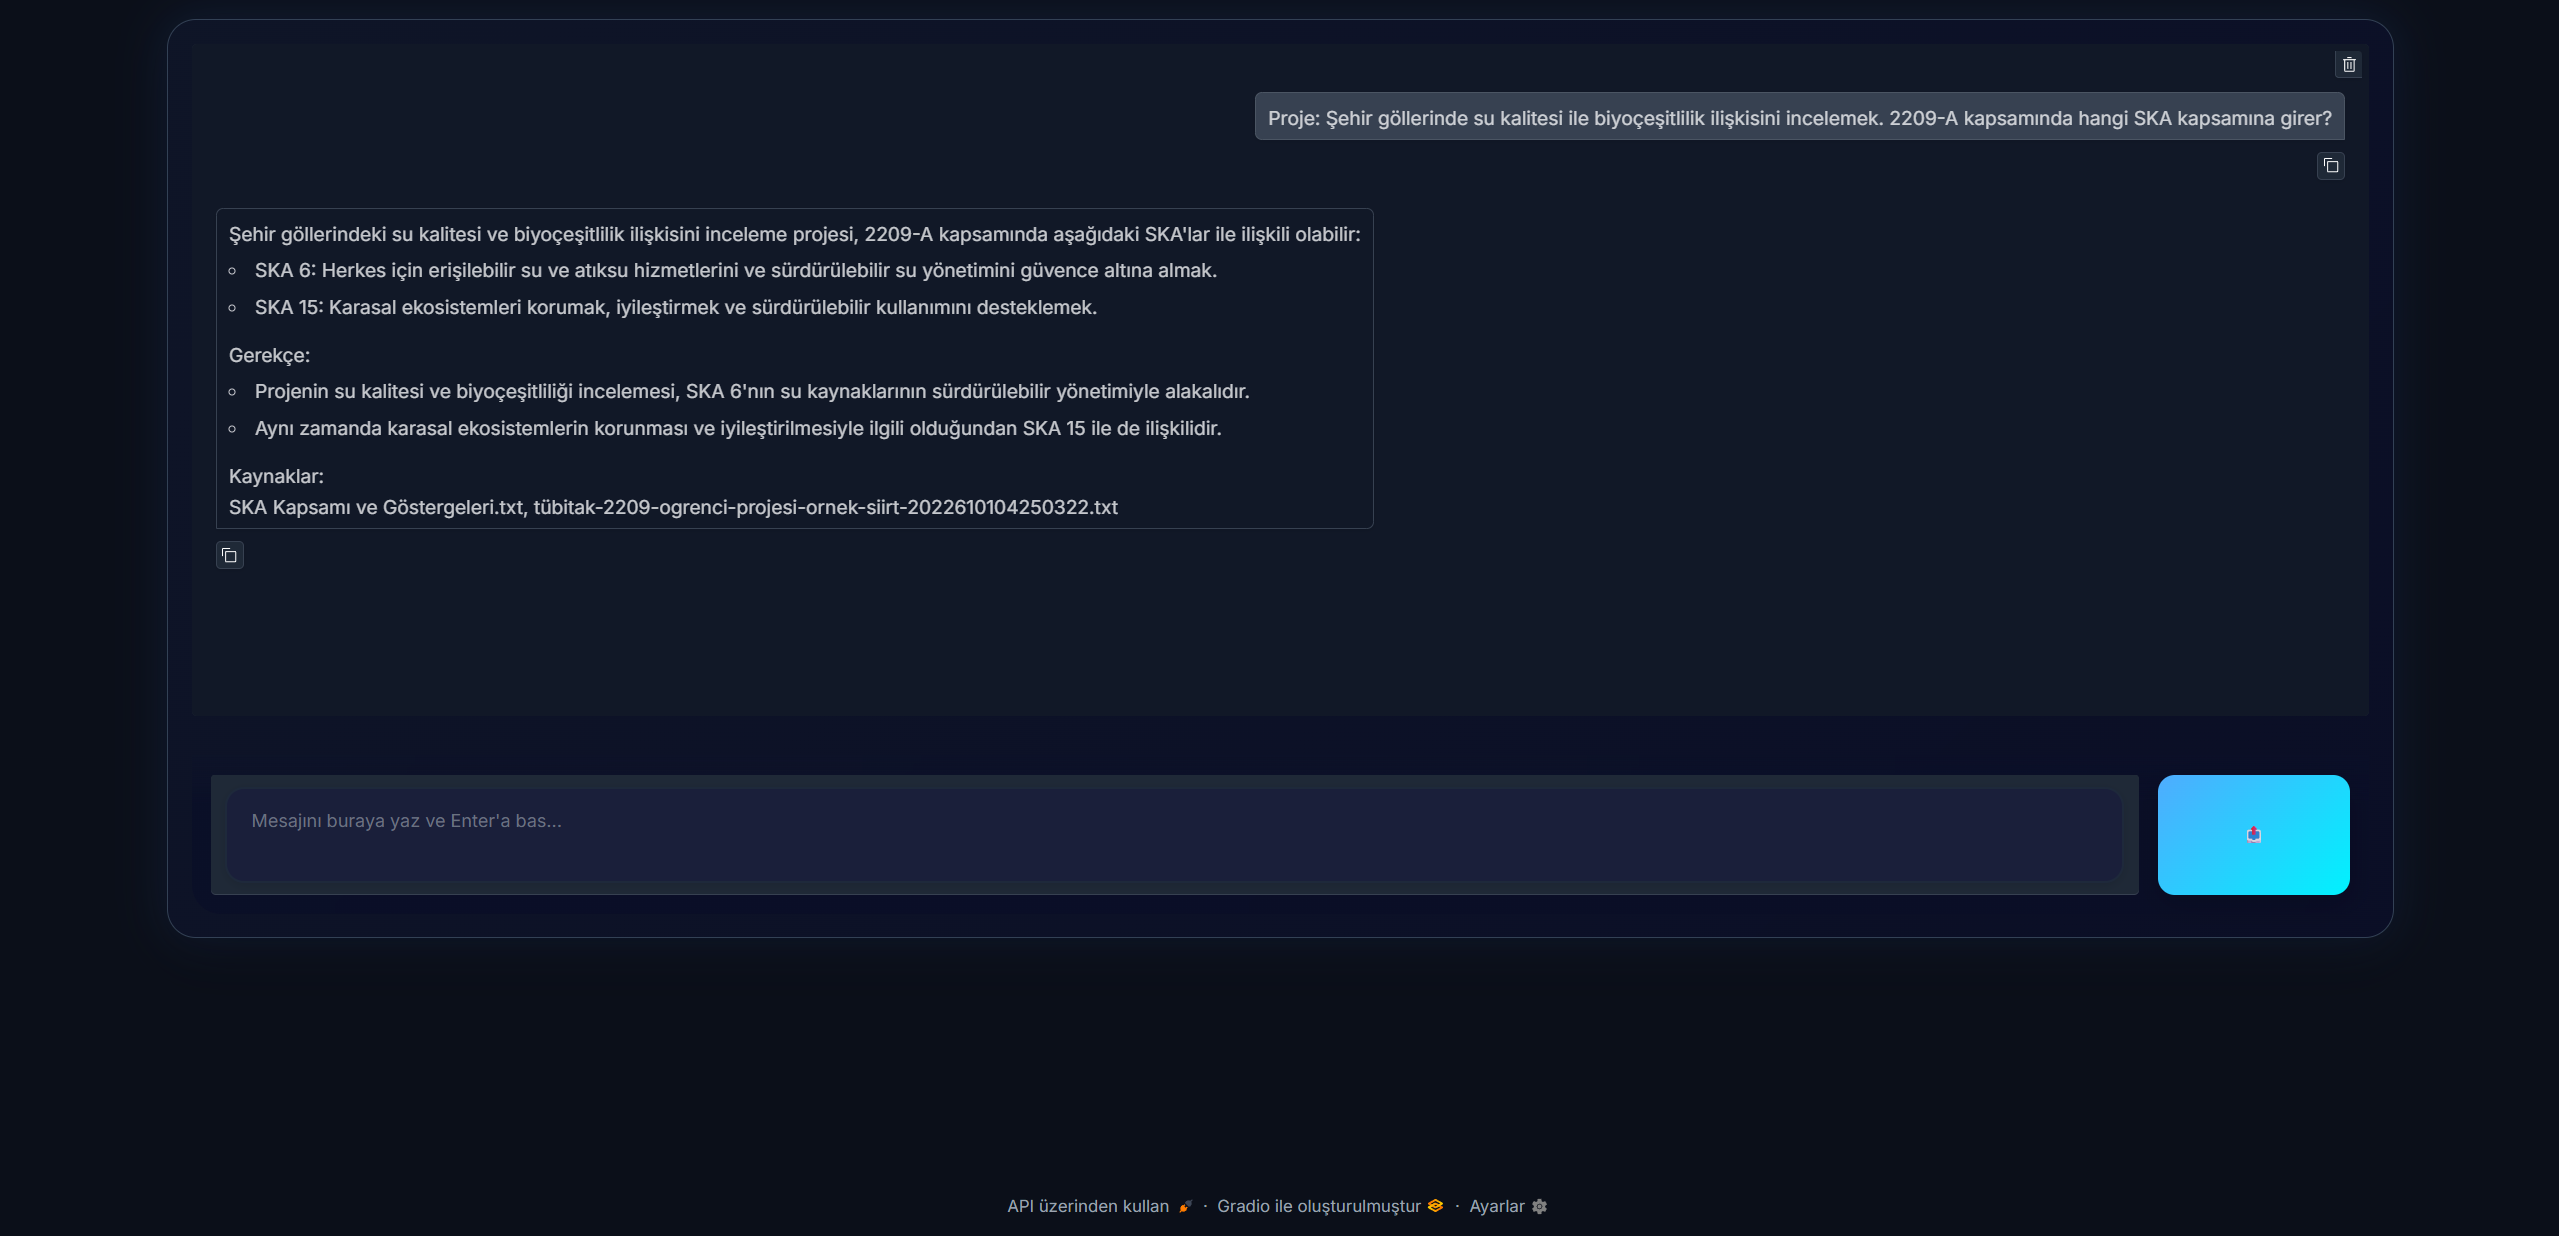 Proje: Şehir göllerinde su kalitesi ile biyoçeşitlilik ilişkisini incelemek. 2209-A kapsamında hangi SKA kapsamına girer?
Şehir göllerindeki su kalitesi ve biyoçeşitlilik ilişkisini inceleme projesi, 2209-A kapsamında aşağıdaki SKA'lar ile ilişkili olabilir:
SKA 6: Herkes için erişilebilir su ve atıksu hizmetlerini ve sürdürülebilir su yönetimini güvence altına almak.
SKA 15: Karasal ekosistemleri korumak, iyileştirmek ve sürdürülebilir kullanımını desteklemek.
Gerekçe:
Projenin su kalitesi ve biyoçeşitliliği incelemesi, SKA 6'nın su kaynaklarının sürdürülebilir yönetimiyle alakalıdır.
Aynı zamanda karasal ekosistemlerin korunması ve iyileştirilmesiyle ilgili olduğundan SKA 15 ile de ilişkilidir.
Kaynaklar:
SKA Kapsamı ve Göstergeleri.txt, tübitak-2209-ogrenci-projesi-ornek-siirt-2022610104250322.txt
Mesajını buraya yaz ve Enter'a bas...
API üzerinden kullan · Gradio ile oluşturulmuştur · Ayarlar